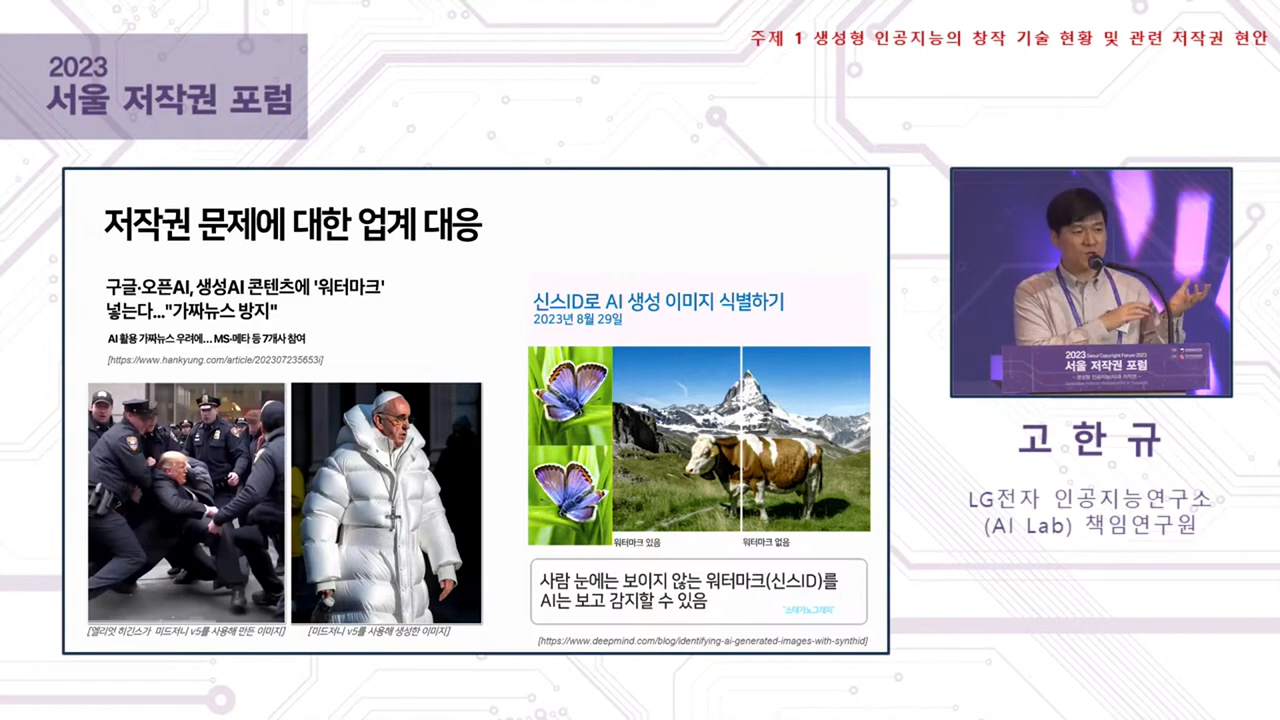 주제 1 생성형 인공지능의 창작 기술 현황 및 관련 저작권 현안
2023
서울 저작권 포럼
저작권 문제에 대한 업계 대응
구글·오픈AI, 생성AI 콘텐츠에 '워터마크'
넣는다..."가짜뉴스 방지"
AI 활용 가짜뉴스 우려에... MS·메타 등 7개사 참여
[https://www.hankyung.com/article/202307235653i]
[엘리엇 히긴스가 미드저니 v5를 사용해 만든 이미지]
[미드저니 v5를 사용해 생성한 이미지]
신스ID로 AI 생성 이미지 식별하기
2023년 8월 29일
워터마크 있음
워터마크 없음
사람 눈에는 보이지 않는 워터마크(신스ID)를
AI는 보고 감지할 수 있음
"스테가노그래피"
[https://www.deepmind.com/blog/identifying-ai-generated-images-with-synthid]
2023 Seoul Copyright Forum 2023
서울 저작권 포럼
고한규
LG전자 인공지능연구소
(AI Lab) 책임연구원